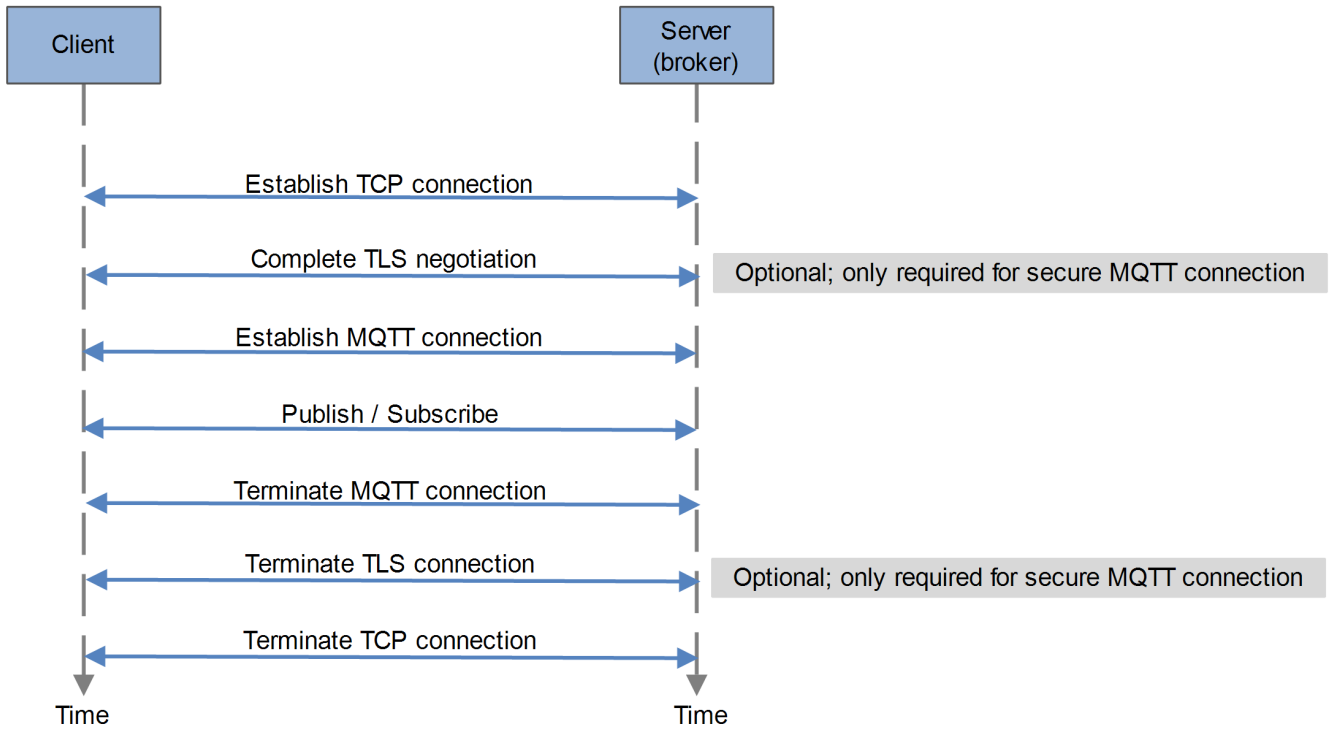 Client
Server
(broker)
Establish TCP connection
Complete TLS negotiation
Optional; only required for secure MQTT connection
Establish MQTT connection
Publish / Subscribe
Terminate MQTT connection
Terminate TLS connection
Optional; only required for secure MQTT connection
Terminate TCP connection
Time
Time